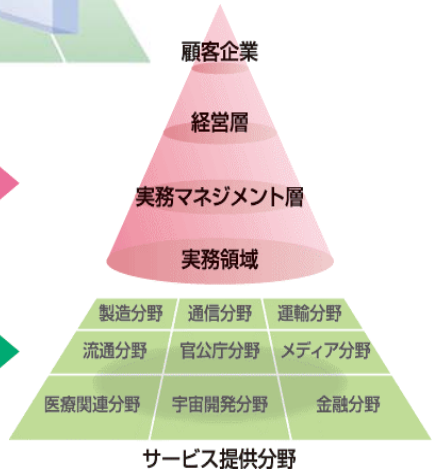 顧客企業
経営層
実務マネジメント層
実務領域
製造分野 通信分野 運輸分野
流通分野 官公庁分野 メディア分野
医療関連分野 宇宙開発分野 金融分野
サービス提供分野